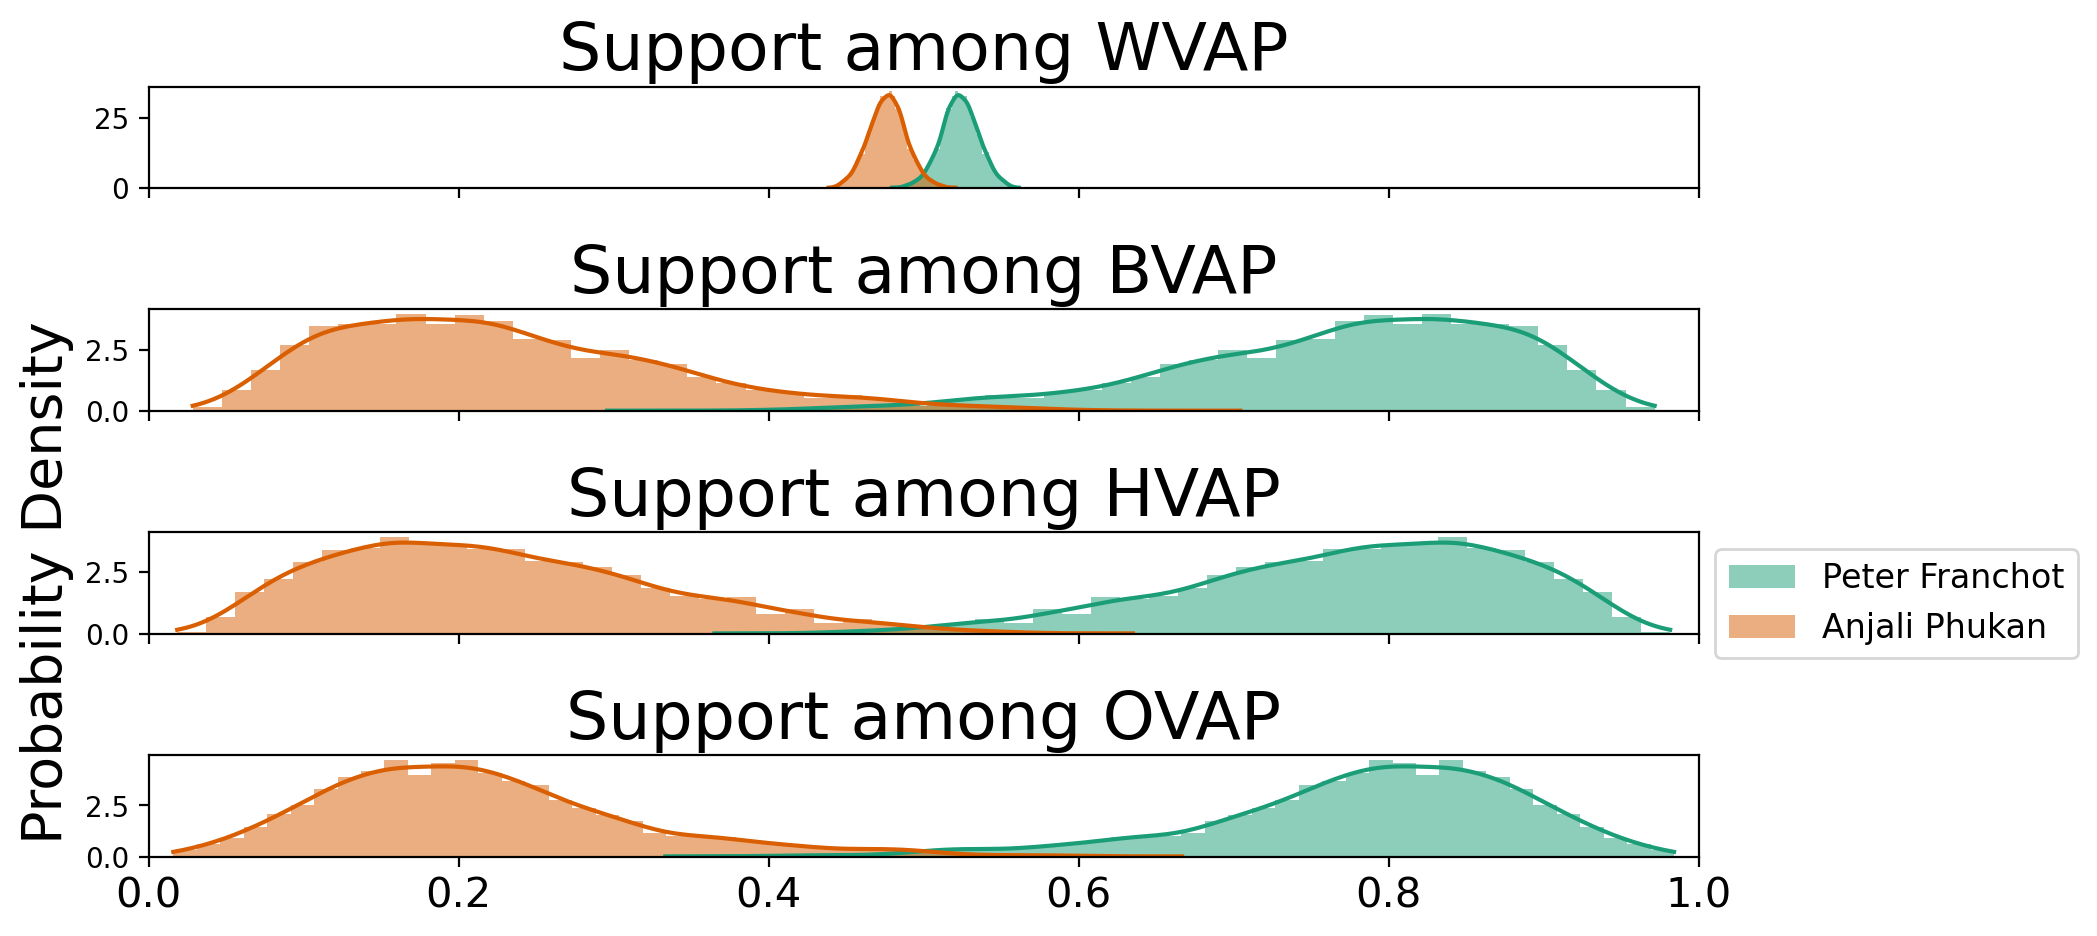 Support among WVAP
25
0
Support among BVAP
2.5
0.0
Support among HVAP
2.5
0.0
Support among OVAP
2.5
0.0
0.0 0.2 0.4 0.6 0.8 1.0
Probability Density
Peter Franchot
Anjali Phukan